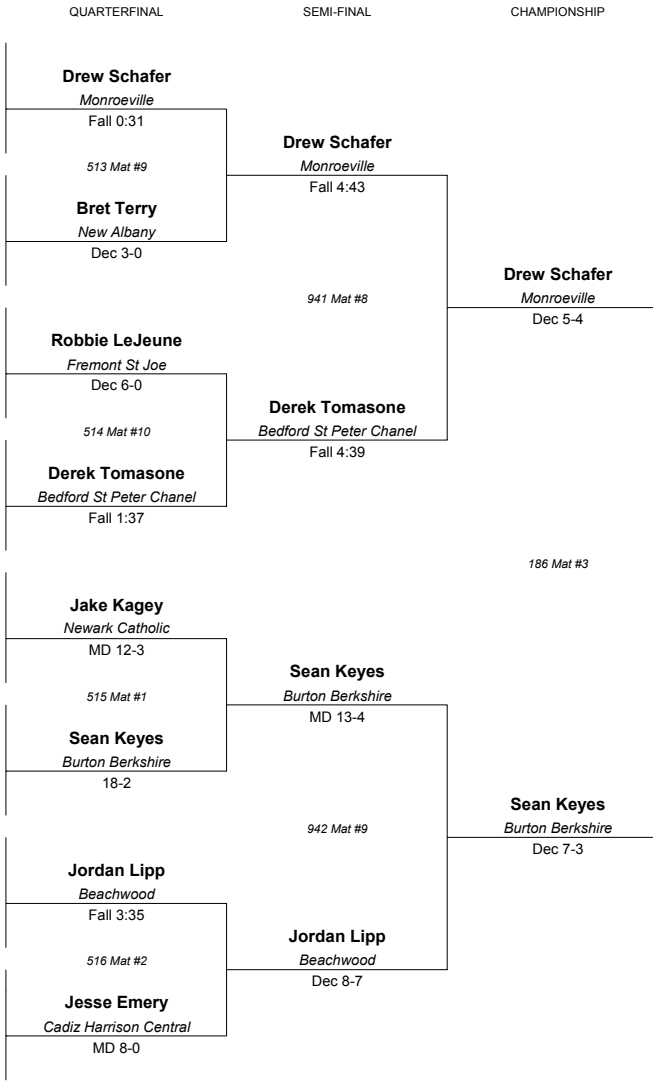 QUARTERFINAL
SEMI-FINAL
CHAMPIONSHIP
Drew Schafer
Monroeville
Fall 0:31
513 Mat #9
Bret Terry
New Albany
Dec 3-0
Drew Schafer
Monroeville
Fall 4:43
941 Mat #8
Robbie LeJeune
Fremont St Joe
Dec 6-0
514 Mat #10
Derek Tomasone
Bedford St Peter Chanel
Fall 1:37
Derek Tomasone
Bedford St Peter Chanel
Fall 4:39
Drew Schafer
Monroeville
Dec 5-4
186 Mat #3
Jake Kagey
Newark Catholic
MD 12-3
515 Mat #1
Sean Keyes
Burton Berkshire
18-2
Sean Keyes
Burton Berkshire
MD 13-4
942 Mat #9
Jordan Lipp
Beachwood
Fall 3:35
516 Mat #2
Jesse Emery
Cadiz Harrison Central
MD 8-0
Jordan Lipp
Beachwood
Dec 8-7
Sean Keyes
Burton Berkshire
Dec 7-3